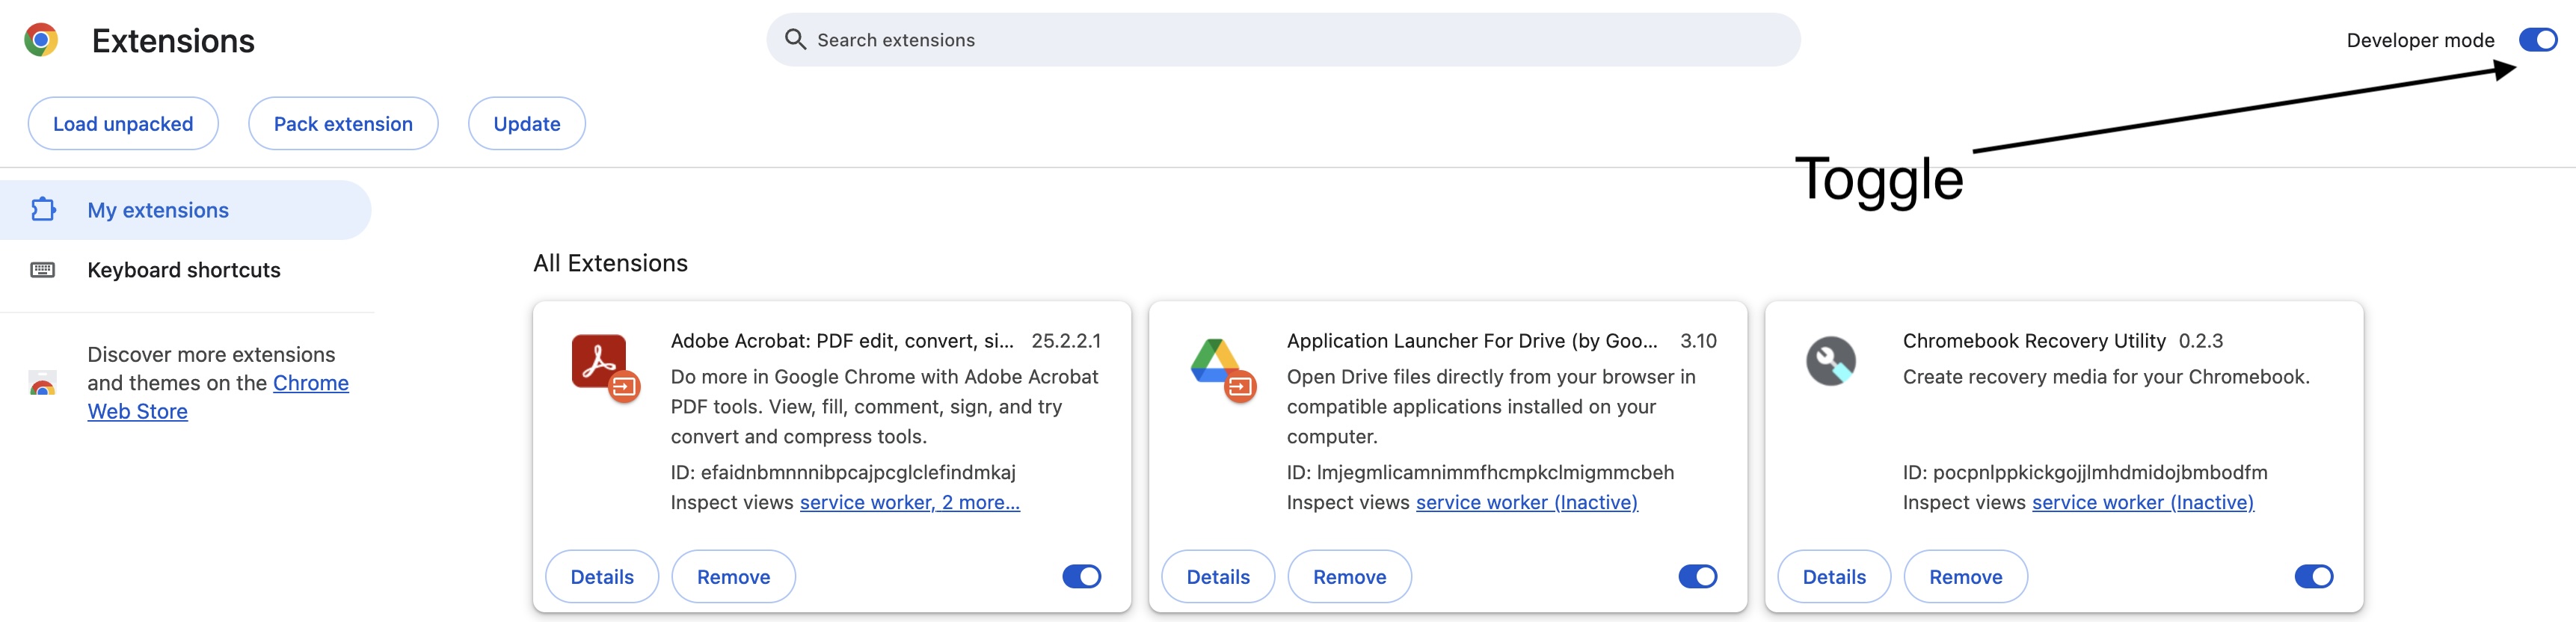 Extensions
Search extensions
Developer mode
Load unpacked
Pack extension
Update
Toggle
My extensions
Keyboard shortcuts
Discover more extensions
and themes on the Chrome
Web Store
All Extensions
Adobe Acrobat: PDF edit, convert, si... 25.2.2.1
Do more in Google Chrome with Adobe Acrobat
PDF tools. View, fill, comment, sign, and try
convert and compress tools.
ID: efaidnbmnnnibpcajpcglclefindmkaj
Inspect views service worker, 2 more...
Details
Remove
Application Launcher For Drive (by Goo... 3.10
Open Drive files directly from your browser in
compatible applications installed on your
computer.
ID: lmjegmlicamnimmfhcmpkclmigmmcbeh
Inspect views service worker (Inactive)
Details
Remove
Chromebook Recovery Utility 0.2.3
Create recovery media for your Chromebook.
ID: pocpnlppkickgojjlmhdmidojbmbodfm
Inspect views service worker (Inactive)
Details
Remove